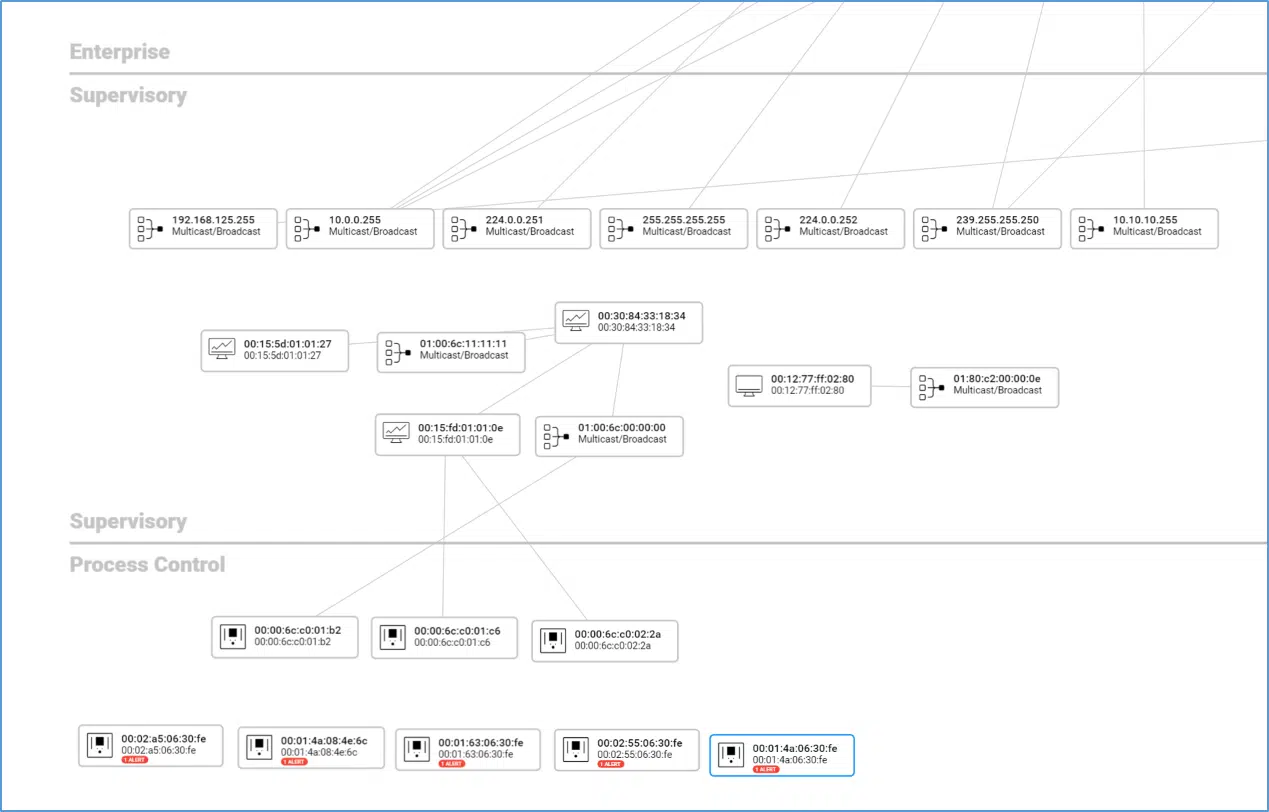 Enterprise
Supervisory
192.168.125.255
Multicast/Broadcast
10.0.0.255
Multicast/Broadcast
224.0.0.251
Multicast/Broadcast
255.255.255.255
Multicast/Broadcast
224.0.0.252
Multicast/Broadcast
239.255.255.250
Multicast/Broadcast
10.10.10.255
Multicast/Broadcast
00:30:84:33:18:34
00:30:84:33:18:34
00:15:5d:01:01:27
00:15:5d:01:01:27
01:00:6c:11:11:11
Multicast/Broadcast
00:12:77:ff:02:80
00:12:77:ff:02:80
01:80:c2:00:00:0e
Multicast/Broadcast
00:15:fd:01:01:0e
00:15:fd:01:01:0e
01:00:6c:00:00:00
Multicast/Broadcast
Supervisory
Process Control
00:00:6c:c0:01:b2
00:00:6c:c0:01:b2
00:00:6c:c0:01:c6
00:00:6c:c0:01:c6
00:00:6c:c0:02:2a
00:00:6c:c0:02:2a
00:02:a5:06:30:fe
00:02:a5:06:30:fe
1 ALERT
00:01:4a:08:4e:6c
00:01:4a:08:4e:6c
1 ALERT
00:01:63:06:30:fe
00:01:63:06:30:fe
1 ALERT
00:02:55:06:30:fe
00:02:55:06:30:fe
1 ALERT
00:01:4a:06:30:fe
00:01:4a:06:30:fe
1 ALERT